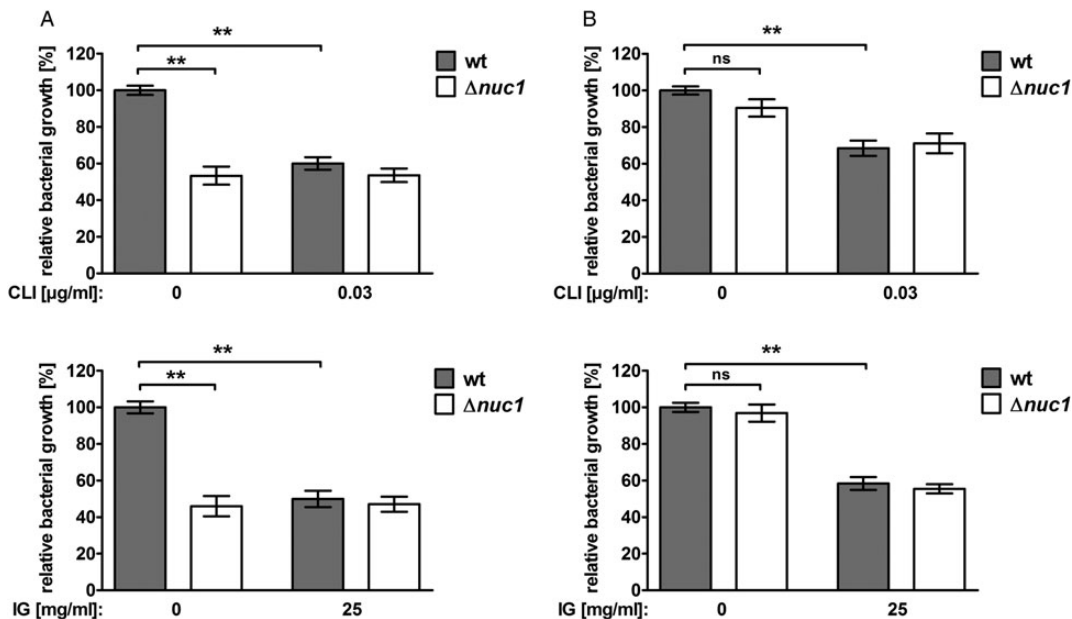 A
relative bacterial growth [%]
120
100
80
60
40
20
0
**
**
wt
Δnuc1
CLI [µg/ml]: 0 0.03
B
relative bacterial growth [%]
120
100
80
60
40
20
0
**
ns
wt
Δnuc1
CLI [µg/ml]: 0 0.03
relative bacterial growth [%]
120
100
80
60
40
20
0
**
**
wt
Δnuc1
IG [mg/ml]: 0 25
relative bacterial growth [%]
120
100
80
60
40
20
0
**
ns
wt
Δnuc1
IG [mg/ml]: 0 25